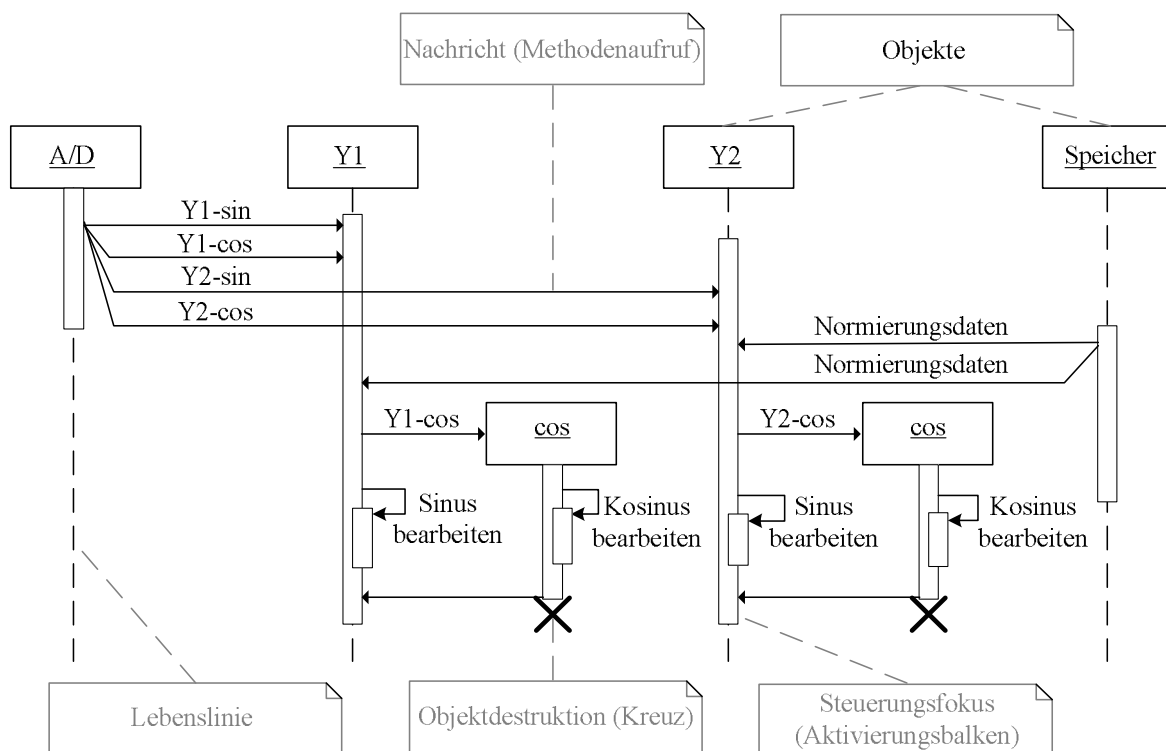 Nachricht (Methodenaufruf)
Objekte
A/D
Y1
Y2
Speicher
Y1-sin
Y1-cos
Y2-sin
Y2-cos
Normierungsdaten
Normierungsdaten
Y1-cos
cos
Y2-cos
cos
Sinus
bearbeiten
Kosinus
bearbeiten
Sinus
bearbeiten
Kosinus
bearbeiten
Lebenslinie
Objektdestruktion (Kreuz)
Steuerungsfokus
(Aktivierungsbalken)